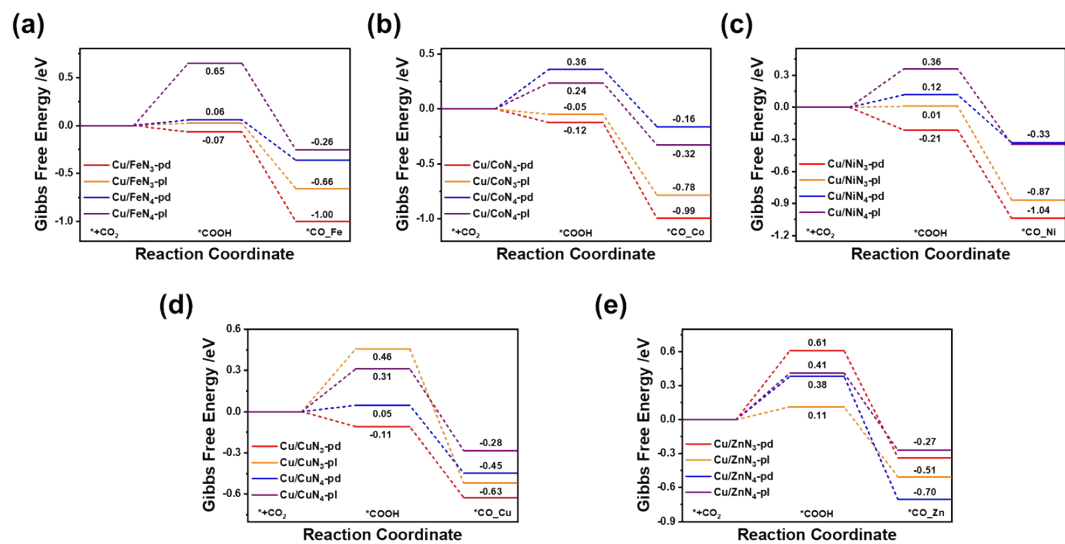 (a)
Gibbs Free Energy /eV
0.5
0.0
-0.5
-1.0
0.65
0.06
-0.07
-0.26
-0.66
-1.00
Cu/FeN₃-pd
Cu/FeN₃-pl
Cu/FeN₄-pd
Cu/FeN₄-pl
*+CO₂
*COOH
*CO_Fe
Reaction Coordinate
(b)
Gibbs Free Energy /eV
0.5
0.0
-0.5
-1.0
0.36
0.24
-0.05
-0.12
-0.16
-0.32
-0.78
-0.99
Cu/CoN₃-pd
Cu/CoN₃-pl
Cu/CoN₄-pd
Cu/CoN₄-pl
*+CO₂
*COOH
*CO_Co
Reaction Coordinate
(c)
Gibbs Free Energy /eV
0.3
0.0
-0.3
-0.6
-0.9
-1.2
0.36
0.12
0.01
-0.21
-0.33
-0.87
-1.04
Cu/NiN₃-pd
Cu/NiN₃-pl
Cu/NiN₄-pd
Cu/NiN₄-pl
*+CO₂
*COOH
*CO_Ni
Reaction Coordinate
(d)
Gibbs Free Energy /eV
0.6
0.3
0.0
-0.3
-0.6
0.46
0.31
0.05
-0.11
-0.28
-0.45
-0.63
Cu/CuN₃-pd
Cu/CuN₃-pl
Cu/CuN₄-pd
Cu/CuN₄-pl
*+CO₂
*COOH
*CO_Cu
Reaction Coordinate
(e)
Gibbs Free Energy /eV
0.6
0.3
0.0
-0.3
-0.6
-0.9
0.61
0.41
0.38
0.11
-0.27
-0.51
-0.70
Cu/ZnN₃-pd
Cu/ZnN₃-pl
Cu/ZnN₄-pd
Cu/ZnN₄-pl
*+CO₂
*COOH
*CO_Zn
Reaction Coordinate